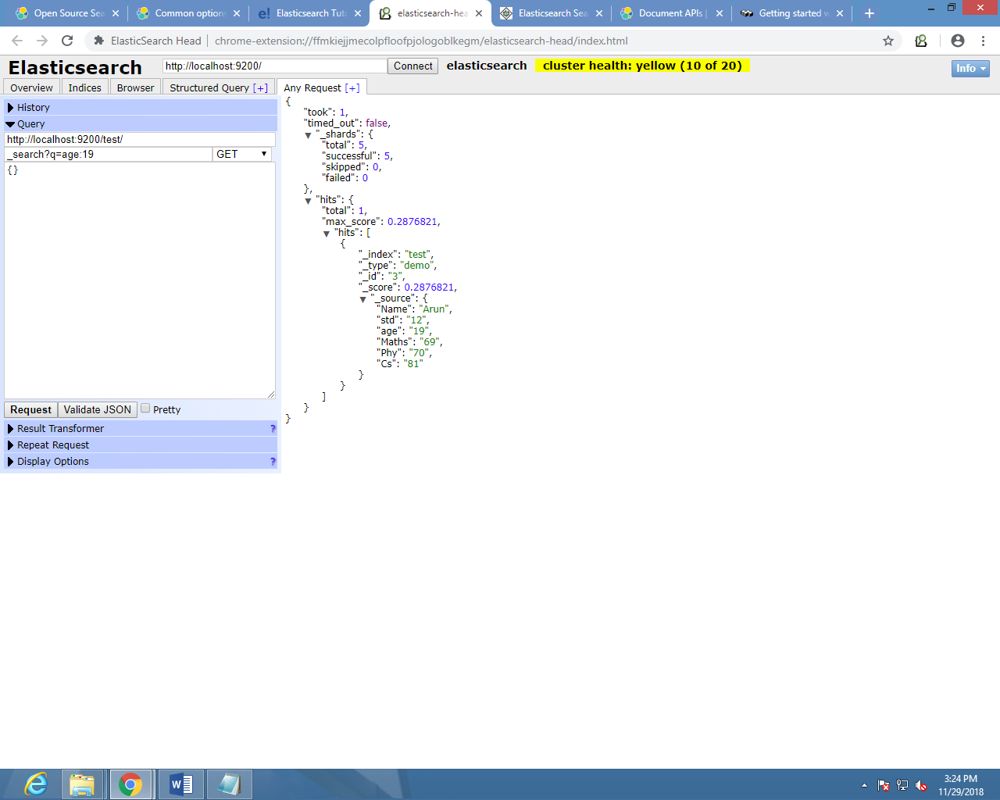 Open Source Sea
Common option
Elasticsearch Tut
elasticsearch-hea
Elasticsearch Sea
Document APIs |
Getting started w
ElasticSearch Head
chrome-extension://ffmkiejjmecolpfloofpjologoblkegm/elasticsearch-head/index.html
Elasticsearch
http://localhost:9200/
Connect
elasticsearch
cluster health: yellow (10 of 20)
Info
Overview
Indices
Browser
Structured Query [+]
Any Request [+]
History
Query
http://localhost:9200/test/
_search?q=age:19
GET
{}
Request
Validate JSON
Pretty
Result Transformer ?
Repeat Request
Display Options ?
{
"took": 1,
"timed_out": false,
"_shards": {
"total": 5,
"successful": 5,
"skipped": 0,
"failed": 0
},
"hits": {
"total": 1,
"max_score": 0.2876821,
"hits": [
{
"_index": "test",
"_type": "demo",
"_id": "3",
"_score": 0.2876821,
"_source": {
"Name": "Arun",
"std": "12",
"age": "19",
"Maths": "69",
"Phy": "70",
"Cs": "81"
}
}
]
}
}
3:24 PM
11/29/2018